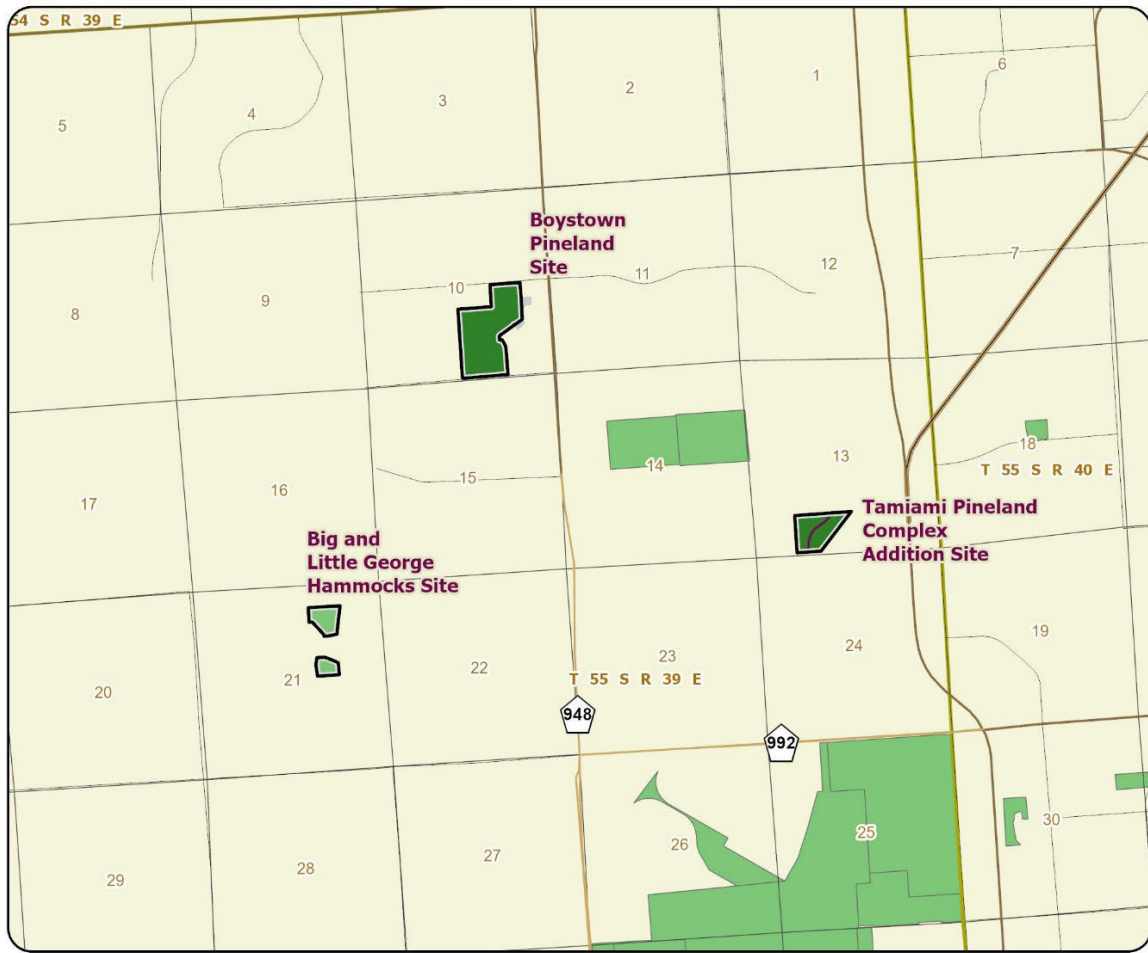 54 S R 39 E
6
1
2
3
4
5
Boystown
Pineland
Site
7
12
11
10
9
8
18
T 55 S R 40 E
13
14
15
16
17
Tamiami Pineland
Complex
Addition Site
Big and
Little George
Hammocks Site
19
24
23
22
21
20
T 55 S R 39 E
948
992
30
25
26
27
28
29